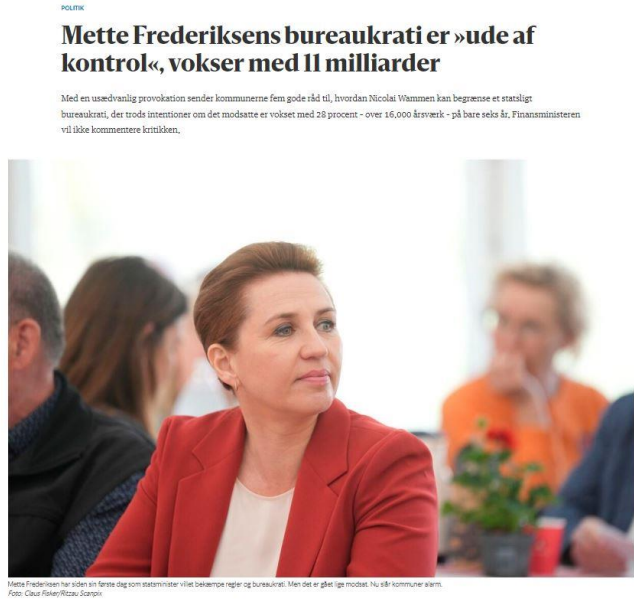 POLITIK
Mette Frederiksens bureaukrati er »ude af
kontrol«, vokser med 11 milliarder
Med en usædvanlig provokation sender kommunerne fem gode råd til, hvordan Nicolai Wammen kan begrænse et statsligt
bureaukrati, der trods intentioner om det modsatte er vokset med 28 procent - over 16.000 årsværk - på bare seks år. Finansministeren
vil ikke kommentere kritikken.
Mette Frederiksen har siden sin første dag som statsminister villet bekæmpe regler og bureaukrati. Men det er gået lige modsat. Nu slår kommuner alarm.
Foto: Claus Fisker/Ritzau Scanpix